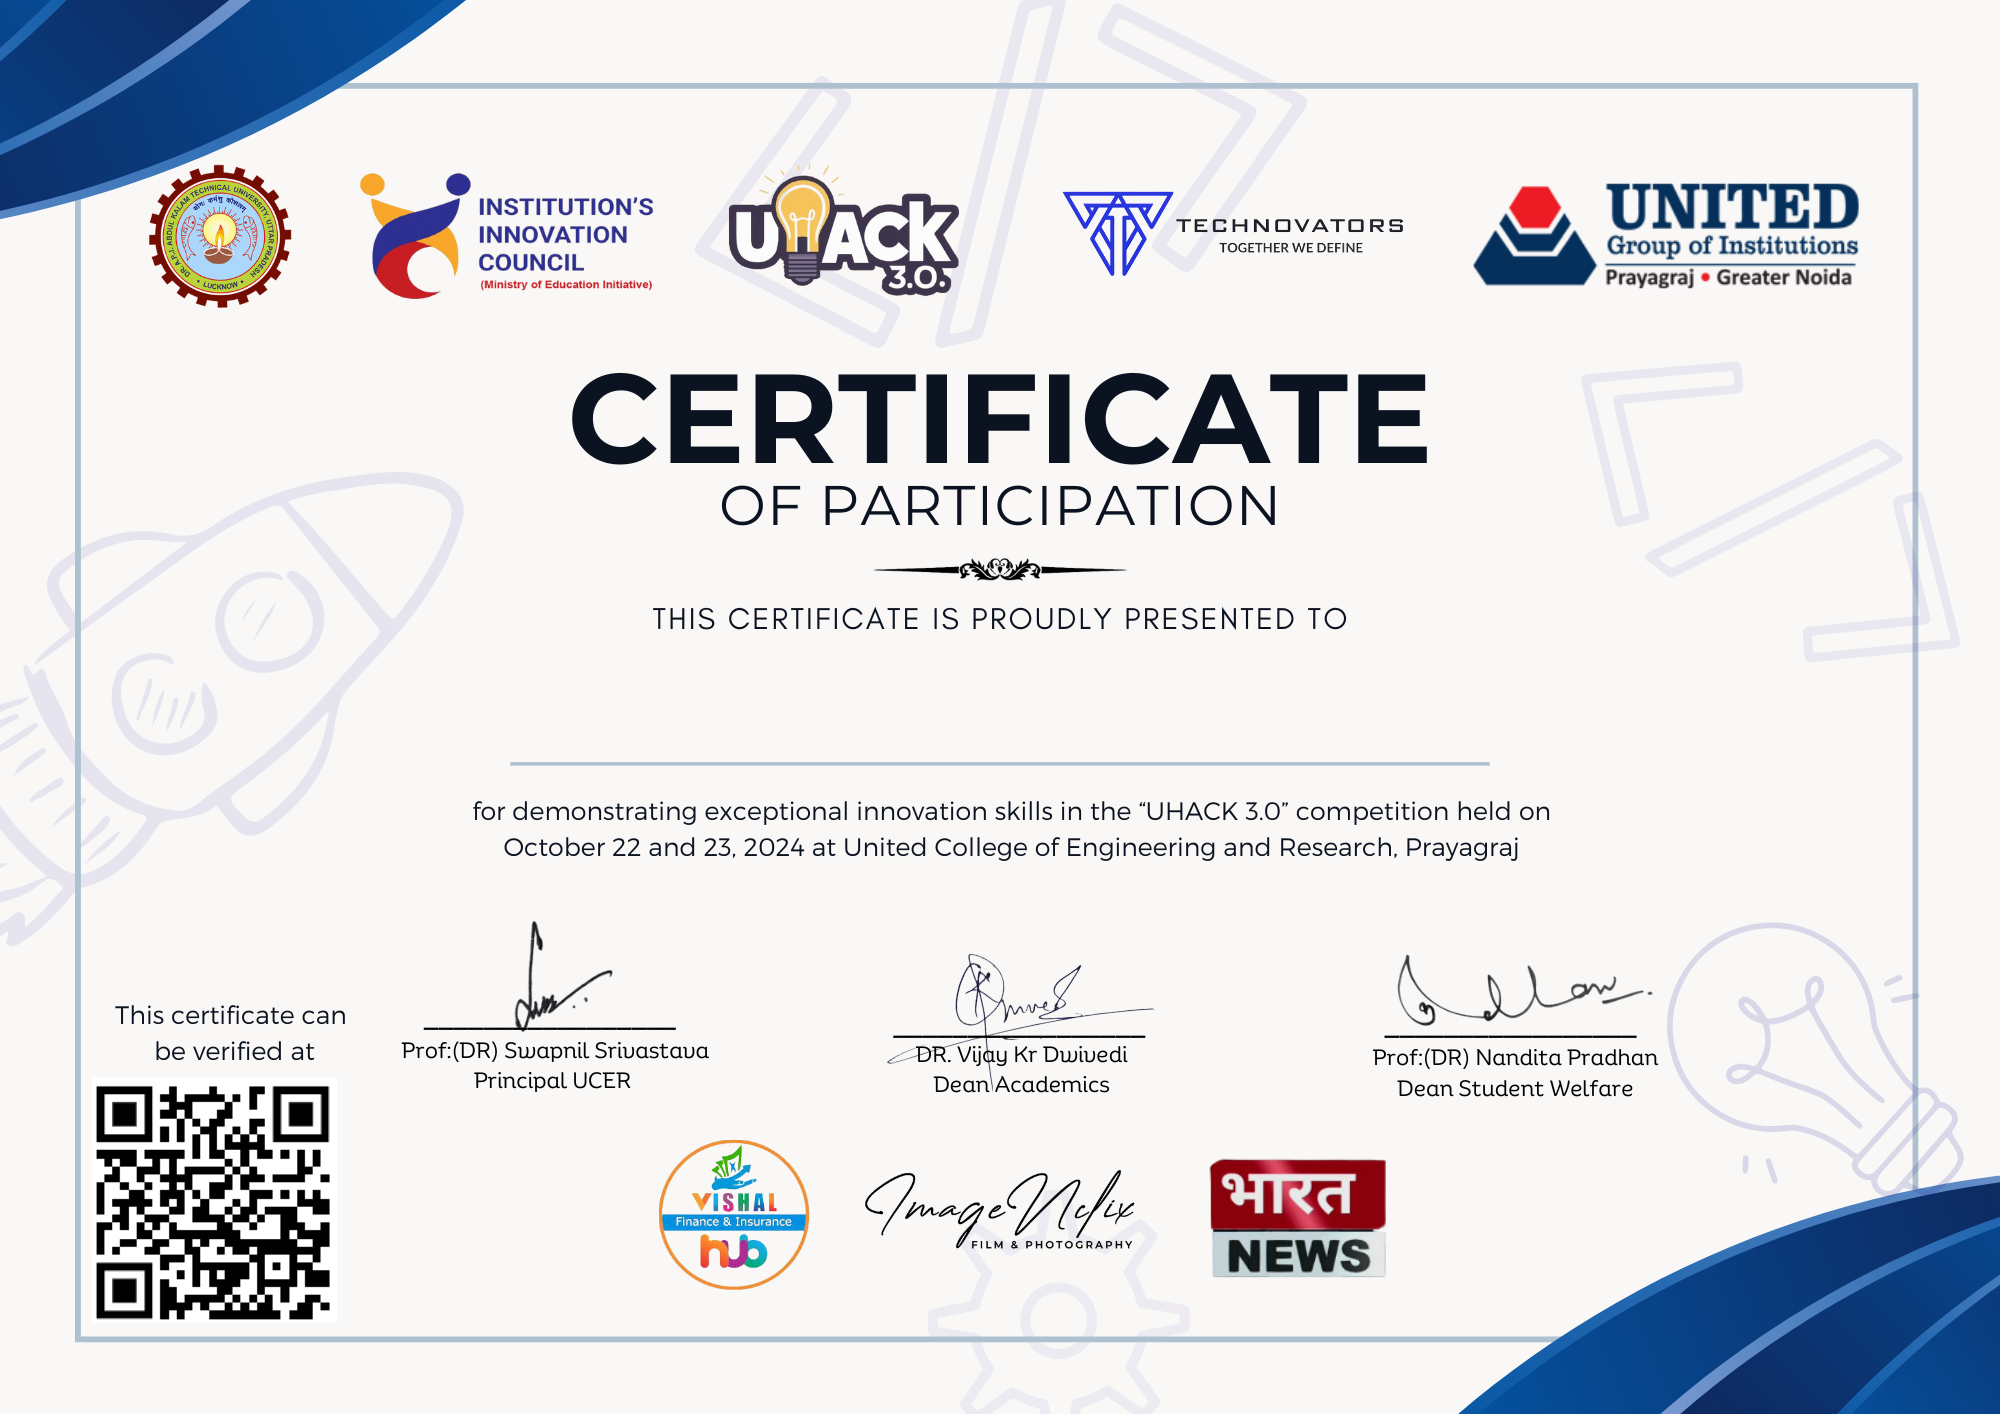 DR. A.P.J. ABDUL KALAM TECHNICAL UNIVERSITY UTTAR PRADESH
योगः कर्मसु कौशलम्
• LUCKNOW •
INSTITUTION'S
INNOVATION
COUNCIL
(Ministry of Education Initiative)
UHACK
3.0.
TECHNOVATORS
TOGETHER WE DEFINE
UNITED
Group of Institutions
Prayagraj • Greater Noida
CERTIFICATE
OF PARTICIPATION
THIS CERTIFICATE IS PROUDLY PRESENTED TO
for demonstrating exceptional innovation skills in the “UHACK 3.0” competition held on
October 22 and 23, 2024 at United College of Engineering and Research, Prayagraj
This certificate can
be verified at
Prof:(DR) Swapnil Srivastava
Principal UCER
DR. Vijay Kr Dwivedi
Dean Academics
Prof:(DR) Nandita Pradhan
Dean Student Welfare
VISHAL
Finance & Insurance
hub
ImageNclix
FILM & PHOTOGRAPHY
भारत
NEWS